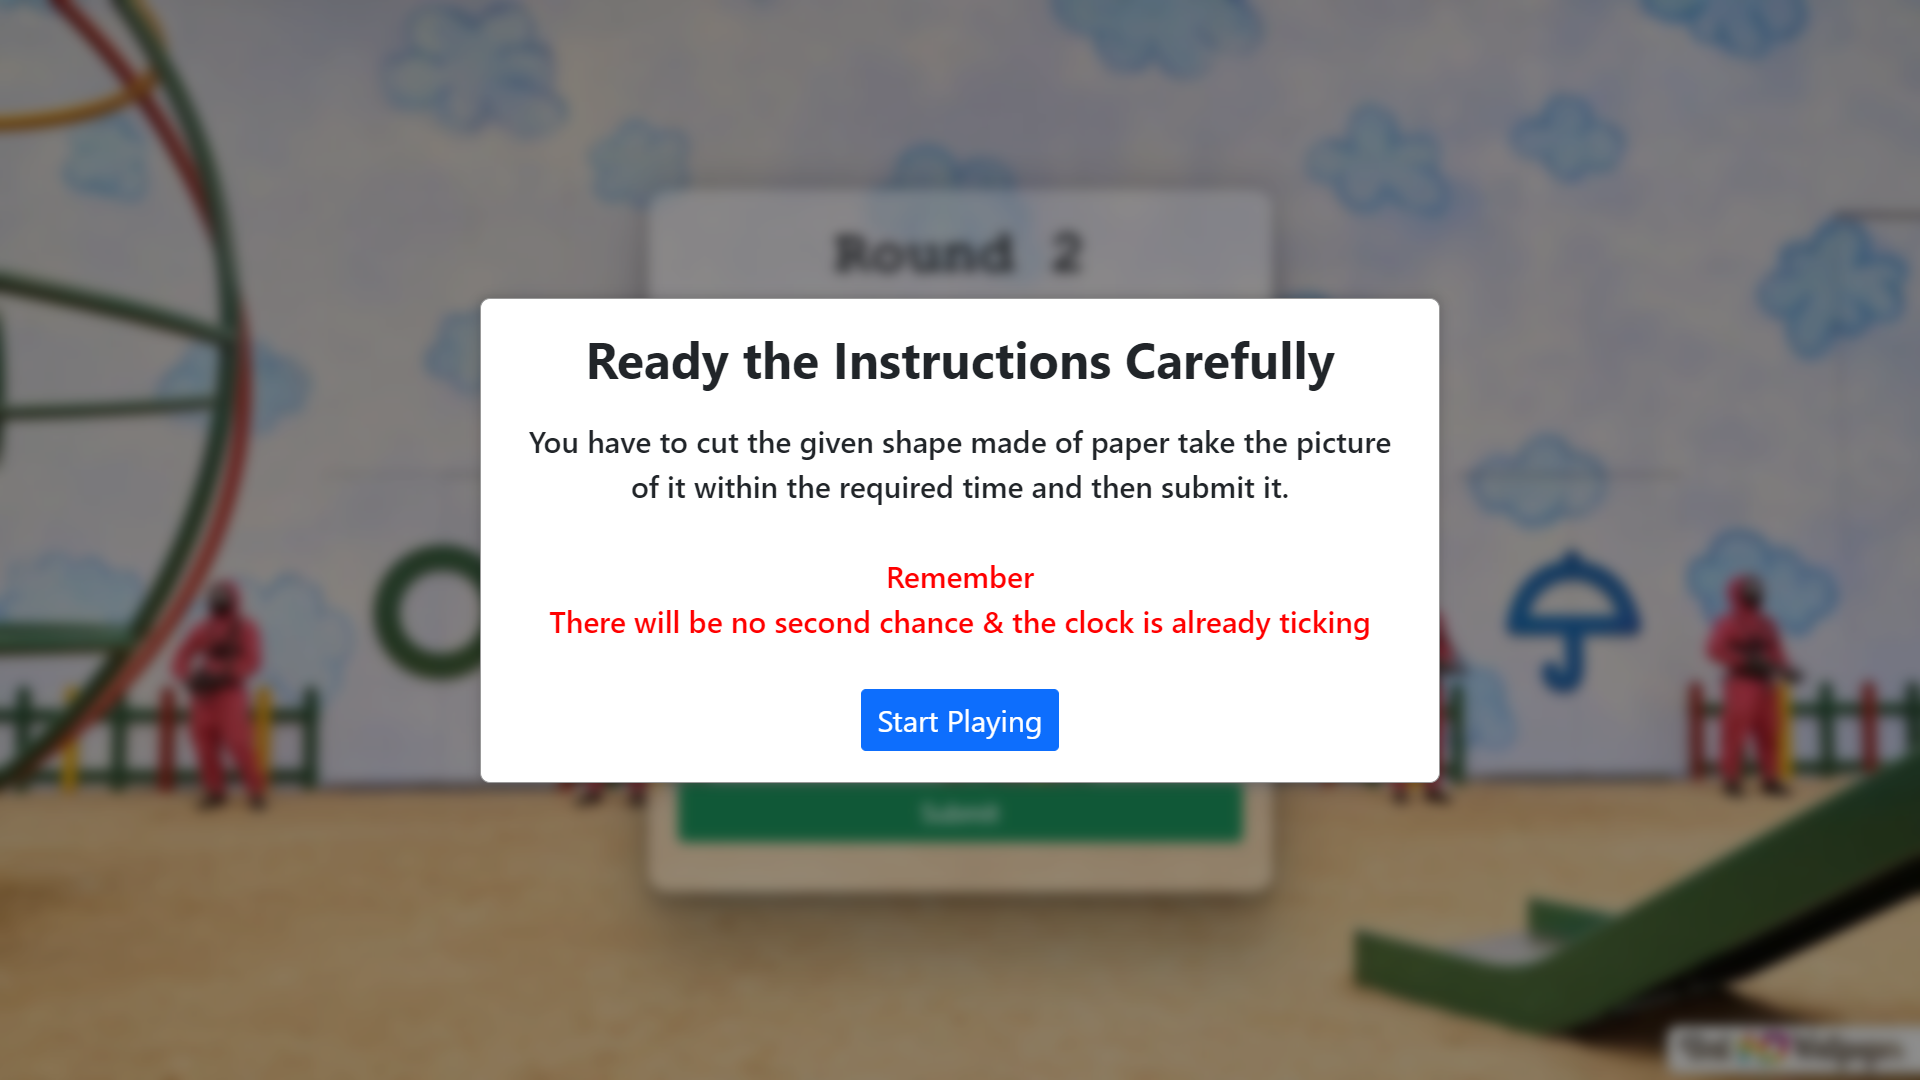 Round 2
Ready the Instructions Carefully
You have to cut the given shape made of paper take the picture
of it within the required time and then submit it.
Remember
There will be no second chance & the clock is already ticking
Start Playing
Submit